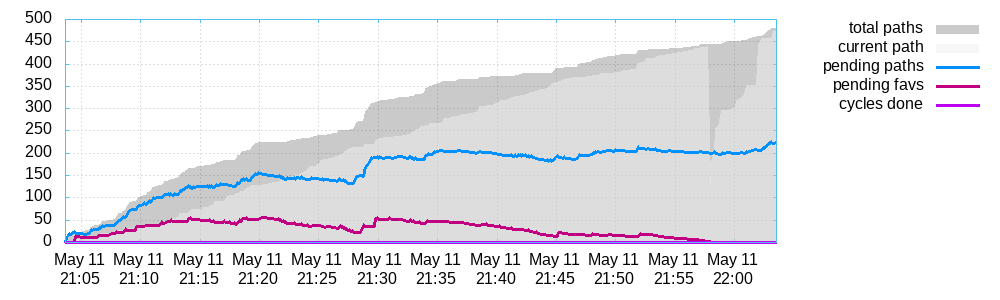 500
450
400
350
300
250
200
150
100
50
0
May 11 May 11 May 11 May 11 May 11 May 11 May 11 May 11 May 11 May 11 May 11 May 11
21:05 21:10 21:15 21:20 21:25 21:30 21:35 21:40 21:45 21:50 21:55 22:00
total paths
current path
pending paths
pending favs
cycles done